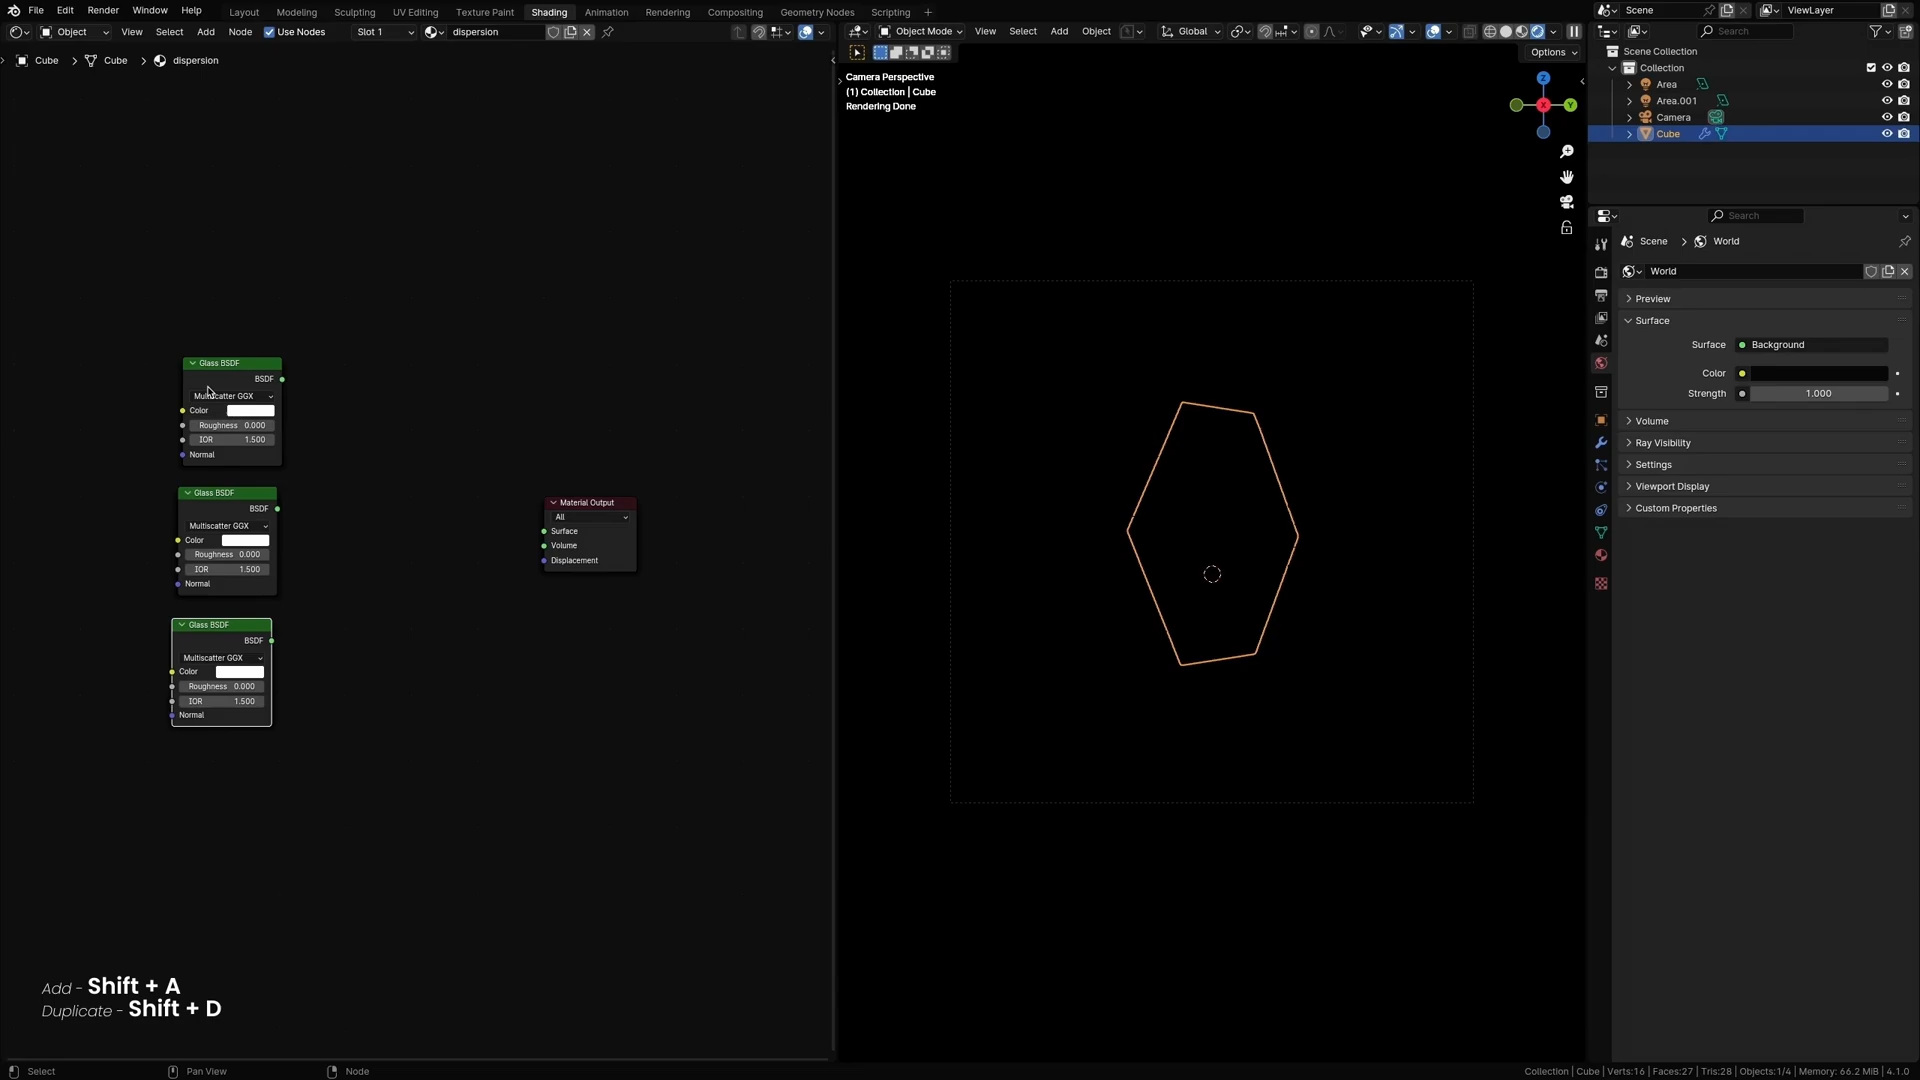 File Edit Render Window Help Layout Modeling Sculpting UV Editing Texture Paint Shading Animation Rendering Compositing Geometry Nodes Scripting + Scene ViewLayer
Object View Select Add Node Use Nodes Slot 1 dispersion
Object Mode View Select Add Object Global
Search
Options
Cube > Cube > dispersion
Camera Perspective
(1) Collection | Cube
Rendering Done
Z
X
Y
Scene Collection
Collection
Area
Area.001
Camera
Cube
Search
Scene > World
World
Preview
Surface
Surface Background
Color
Strength 1.000
Volume
Ray Visibility
Settings
Viewport Display
Custom Properties
Glass BSDF
BSDF
Multiscatter GGX
Color
Roughness 0.000
IOR 1.500
Normal
Glass BSDF
BSDF
Multiscatter GGX
Color
Roughness 0.000
IOR 1.500
Normal
Glass BSDF
BSDF
Multiscatter GGX
Color
Roughness 0.000
IOR 1.500
Normal
Material Output
All
Surface
Volume
Displacement
Add - Shift + A
Duplicate - Shift + D
Select Pan View Node
Collection | Cube | Verts:16 | Faces:27 | Tris:28 | Objects:1/4 | Memory: 66.2 MiB | 4.1.0